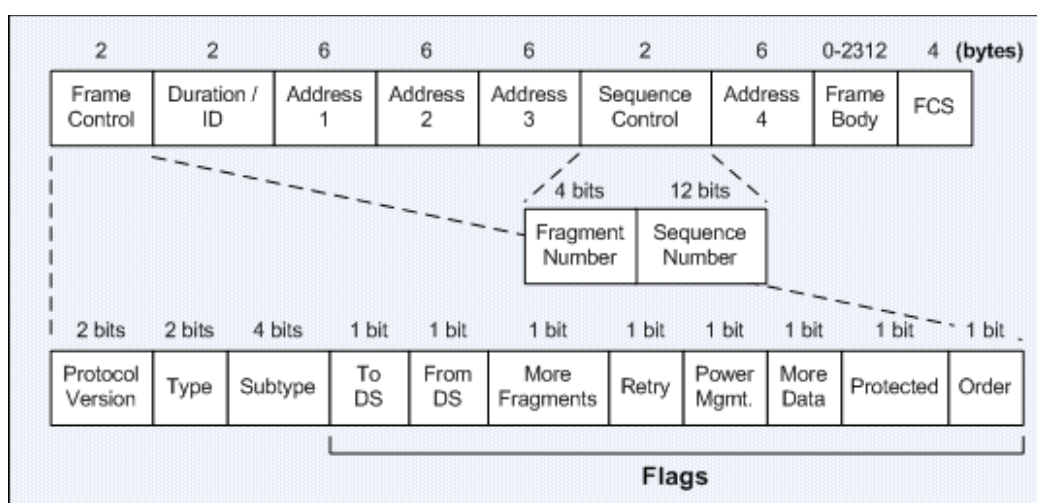 2 2 6 6 6 2 6 0-2312 4 (bytes)
Frame Control
Duration / ID
Address 1
Address 2
Address 3
Sequence Control
Address 4
Frame Body
FCS
4 bits 12 bits
Fragment Number
Sequence Number
2 bits 2 bits 4 bits 1 bit 1 bit 1 bit 1 bit 1 bit 1 bit 1 bit 1 bit
Protocol Version
Type
Subtype
To DS
From DS
More Fragments
Retry
Power Mgmt.
More Data
Protected
Order
Flags